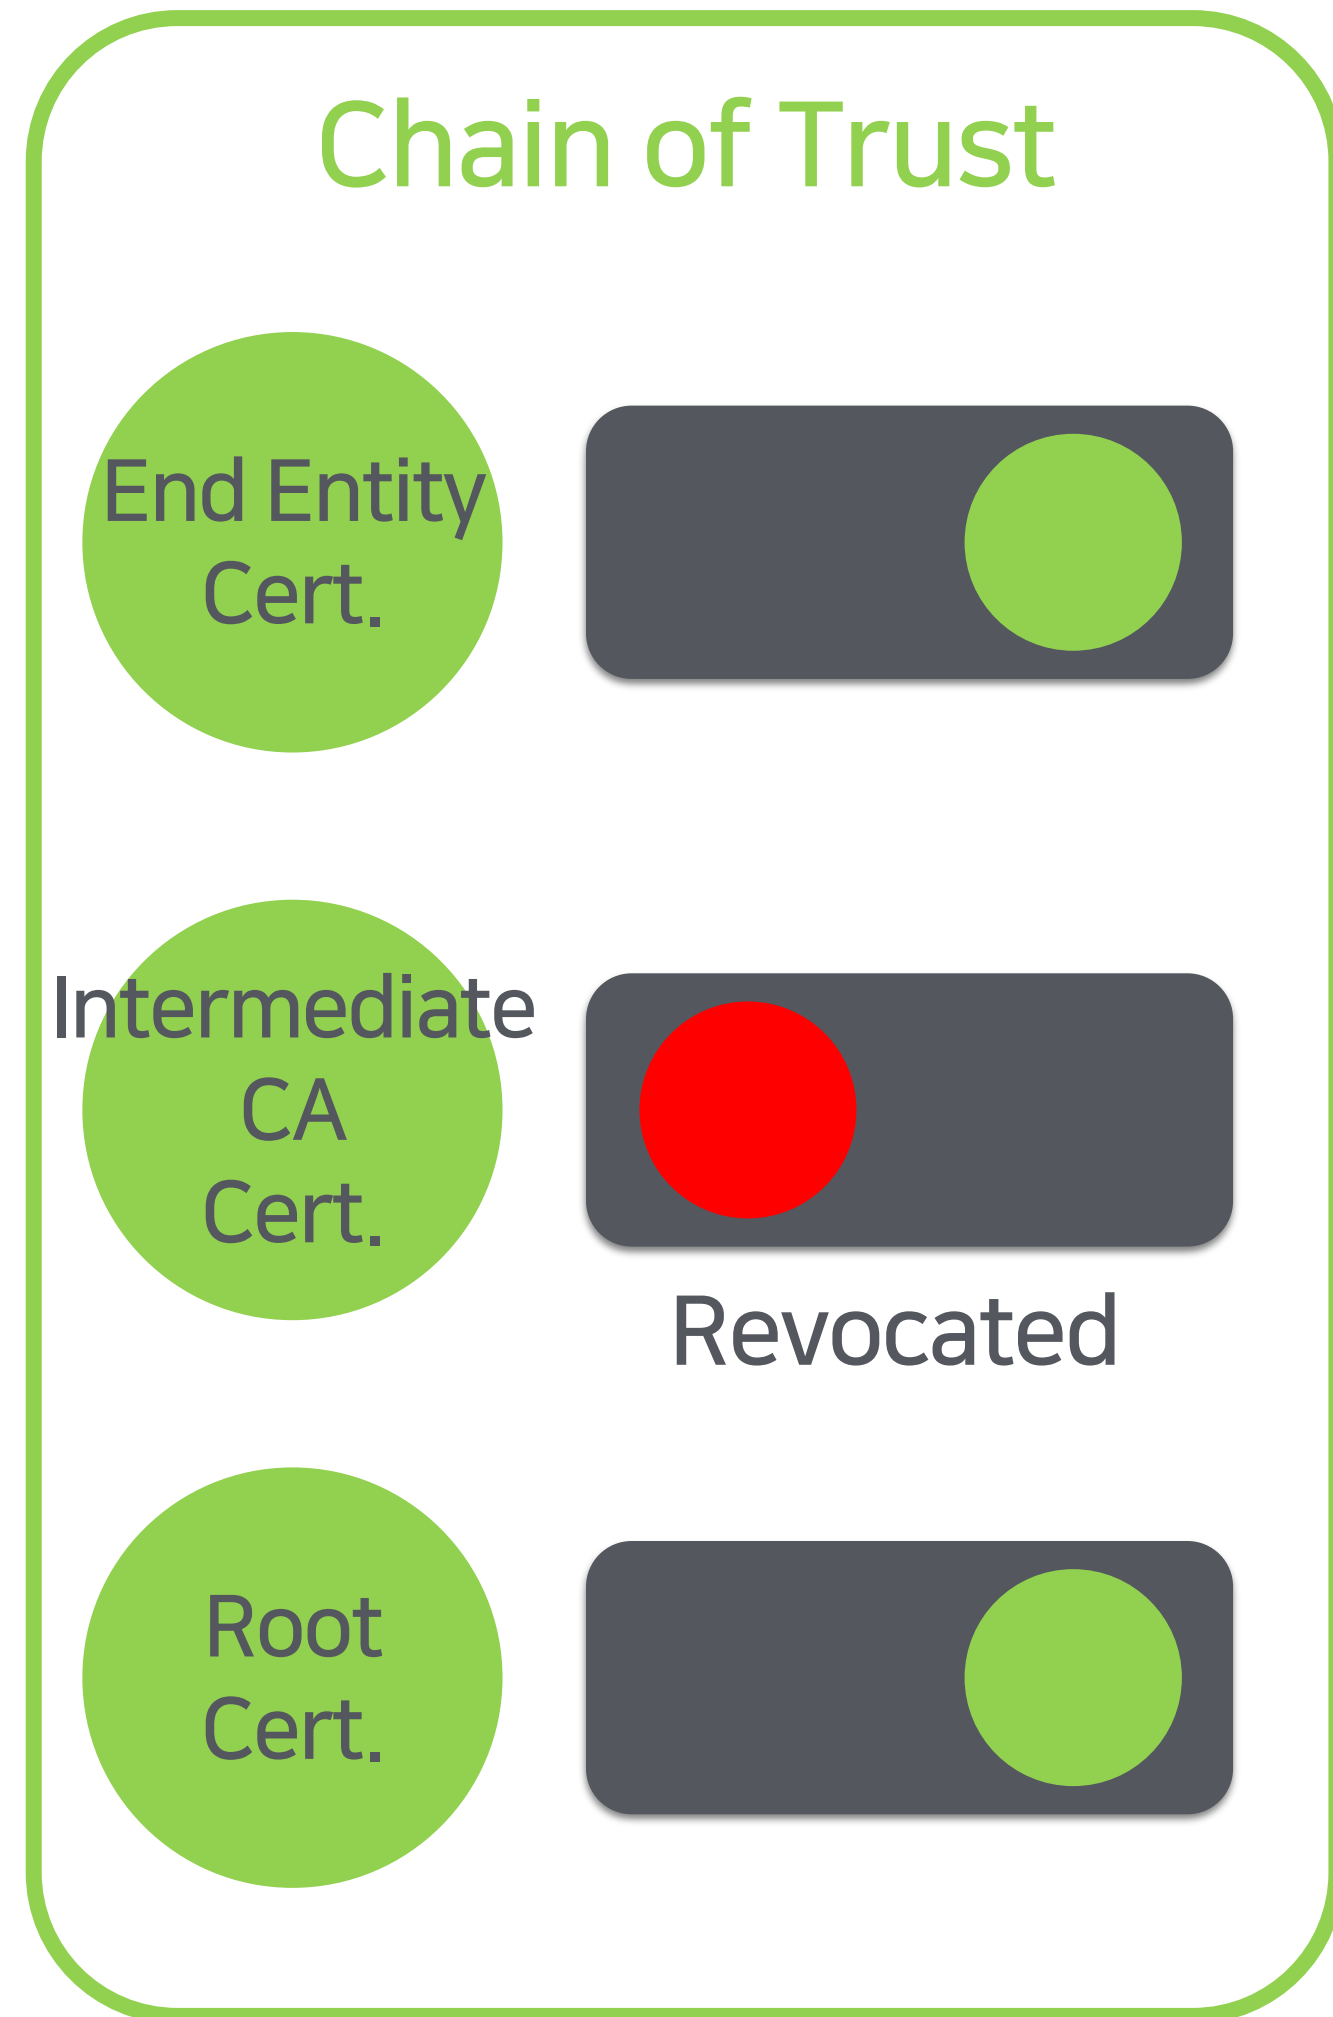 Chain of Trust
End Entity
Cert.
Intermediate
CA
Cert.
Revocated
Root
Cert.